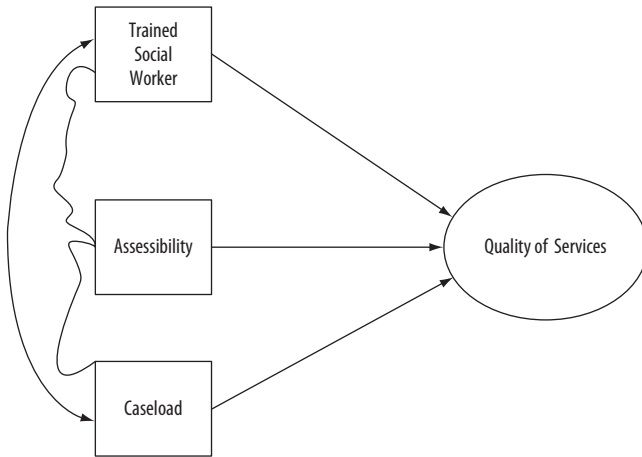 Trained
Social
Worker
Assessibility
Quality of Services
Caseload